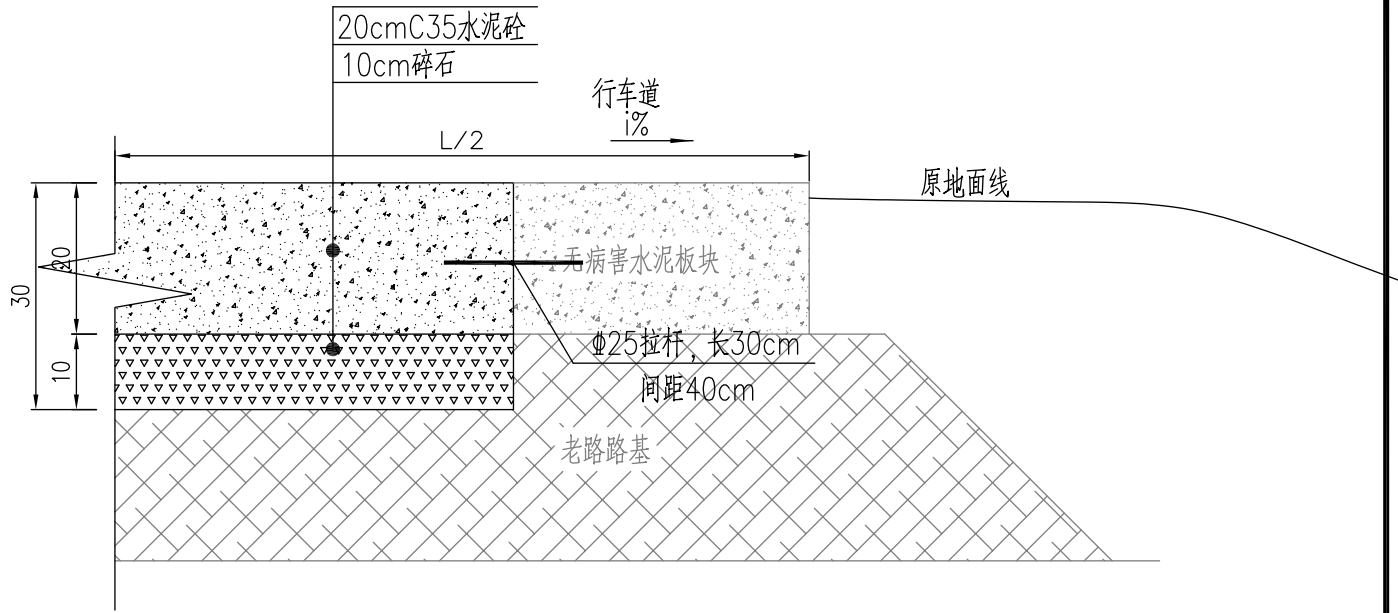 20cmC35水泥砼
10cm碎石
行车道
i%
L/2
原地面线
20
30
无病害水泥板块
Φ25拉杆，长30cm
10
间距40cm
老路路基